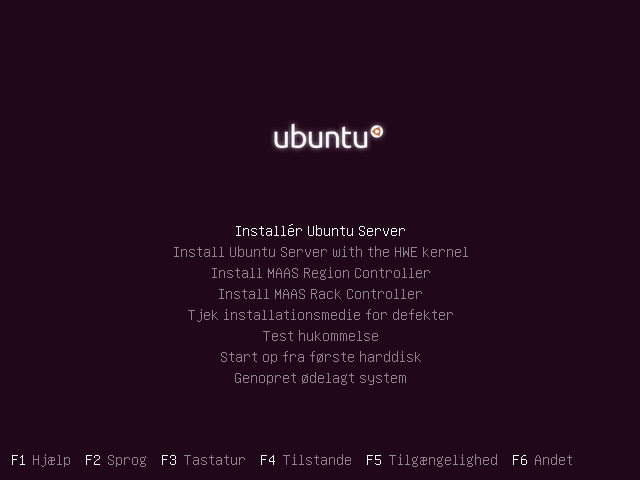 ubuntu
Installér Ubuntu Server
Install Ubuntu Server with the HWE kernel
Install MAAS Region Controller
Install MAAS Rack Controller
Tjek installationsmedie for defekter
Test hukommelse
Start op fra første harddisk
Genopret ødelagt system
F1 Hjælp F2 Sprog F3 Tastatur F4 Tilstande F5 Tilgængelighed F6 Andet